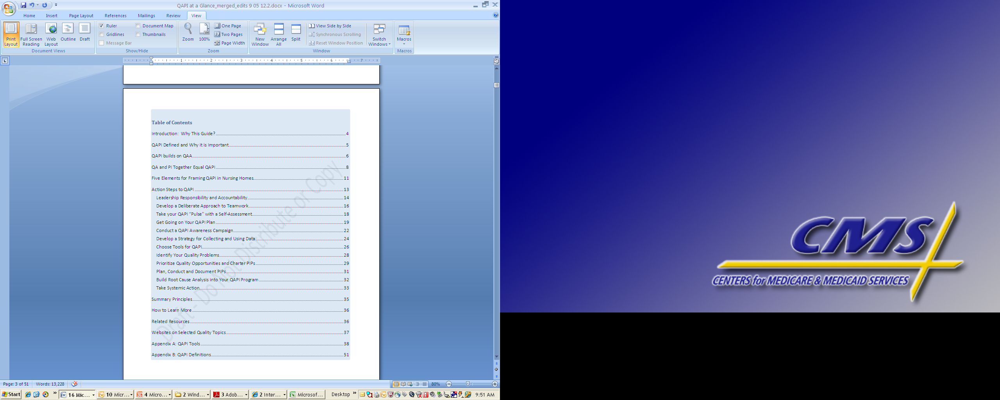 QAPI at a Glance_merged_edits 9 05 12.2.docx - Microsoft Word
Home Insert Page Layout References Mailings Review View
Print Layout
Full Screen Reading
Web Layout
Outline
Draft
Document Views
Ruler
Gridlines
Message Bar
Document Map
Thumbnails
Show/Hide
Zoom
100%
One Page
Two Pages
Page Width
Zoom
New Window
Arrange All
Split
View Side by Side
Synchronous Scrolling
Reset Window Position
Switch Windows
Window
Macros
Macros
1 2 3 4 5 6 7
Table of Contents
Introduction: Why This Guide? 4
QAPI Defined and Why it is Important 5
QAPI builds on QAA 6
QA and PI Together Equal QAPI 8
Five Elements for Framing QAPI in Nursing Homes 11
Action Steps to QAPI 13
Leadership Responsibility and Accountability 14
Develop a Deliberate Approach to Teamwork 16
Take your QAPI “Pulse” with a Self-Assessment 18
Get Going on Your QAPI Plan 19
Conduct a QAPI Awareness Campaign 22
Develop a Strategy for Collecting and Using Data 24
Choose Tools for QAPI 26
Identify Your Quality Problems 28
Prioritize Quality Opportunities and Charter PIPs 29
Plan, Conduct and Document PIPs 31
Build Root Cause Analysis into Your QAPI Program 32
Take Systemic Action 33
Summary Principles 35
How to Learn More 36
Related Resources 36
Websites on Selected Quality Topics 37
Appendix A: QAPI Tools 38
Appendix B: QAPI Definitions 51
Draft - Do Not Distribute or Copy
Page: 3 of 51 Words: 13,228 80%
Start 16 Mic... 10 Micr... 4 Micro... 2 Wind... 3 Adob... 2 Inter... Microsof... Desktop 9:51 AM
CMS
CENTERS for MEDICARE & MEDICAID SERVICES